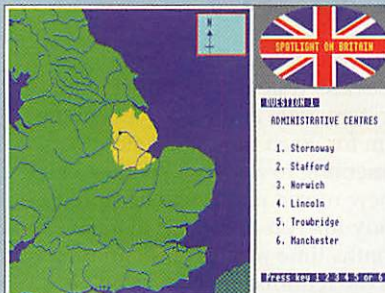 N
SPOTLIGHT ON BRITAIN
QUESTION 1
ADMINISTRATIVE CENTRES
1. Stornoway
2. Stafford
3. Norwich
4. Lincoln
5. Trowbridge
6. Manchester
Press key 1 2 3 4 5 or 6